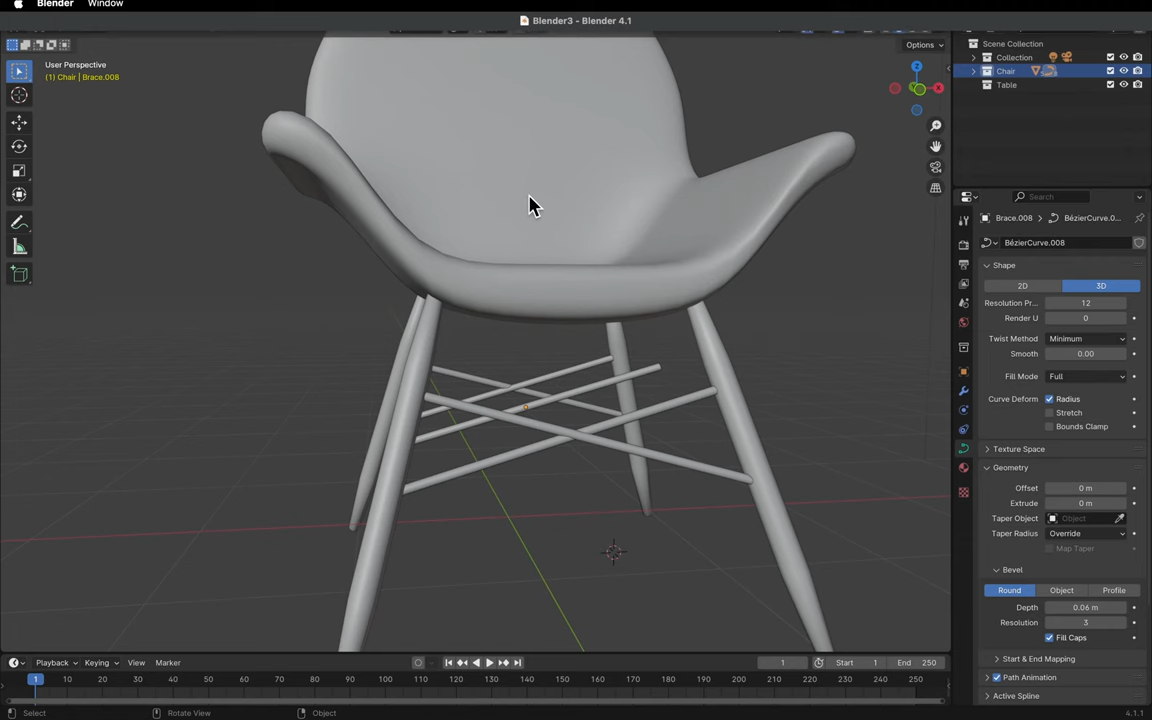 Blender Window
Blender3 - Blender 4.1
Options
User Perspective
(1) Chair | Brace.008
Z
X
Scene Collection
Collection
Chair
Table
Search
Brace.008 > BézierCurve.0...
BézierCurve.008
Shape
2D 3D
Resolution Pr... 12
Render U 0
Twist Method Minimum
Smooth 0.00
Fill Mode Full
Curve Deform Radius
Stretch
Bounds Clamp
Texture Space
Geometry
Offset 0 m
Extrude 0 m
Taper Object Object
Taper Radius Override
Map Taper
Bevel
Round Object Profile
Depth 0.06 m
Resolution 3
Fill Caps
Start & End Mapping
Path Animation
Active Spline
Playback Keying View Marker 1 Start 1 End 250
1 10 20 30 40 50 60 70 80 90 100 110 120 130 140 150 160 170 180 190 200 210 220 230 240 250
Select Rotate View Object 4.1.1